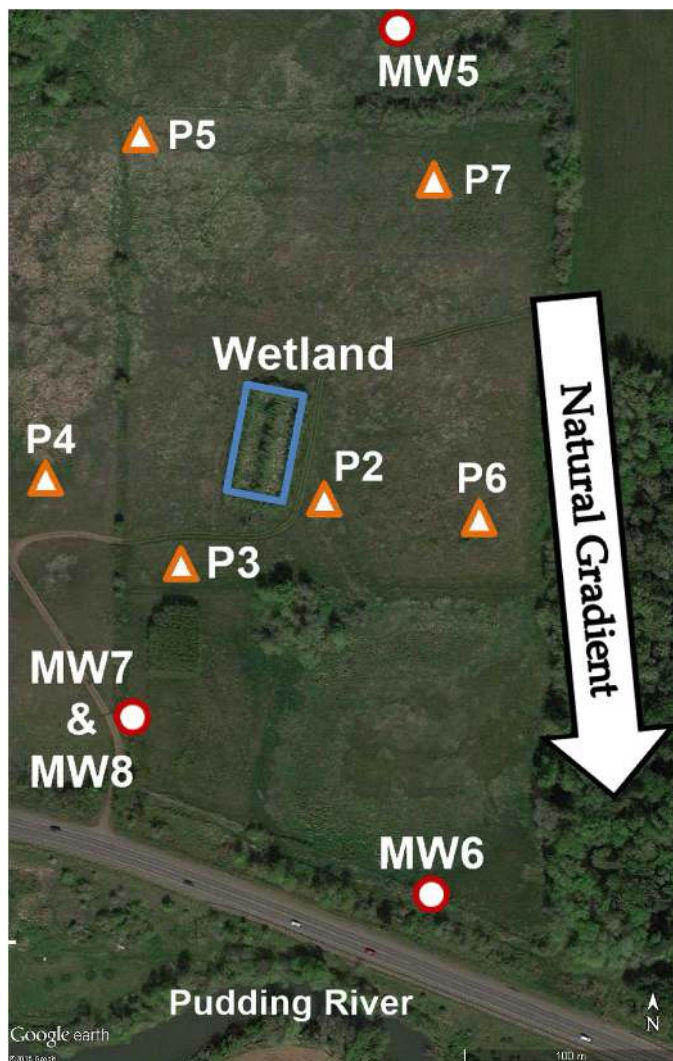 MW5
P5
P7
Wetland
P4
P2
P6
P3
Natural Gradient
MW7
&
MW8
MW6
Pudding River
N
Google earth
100 m